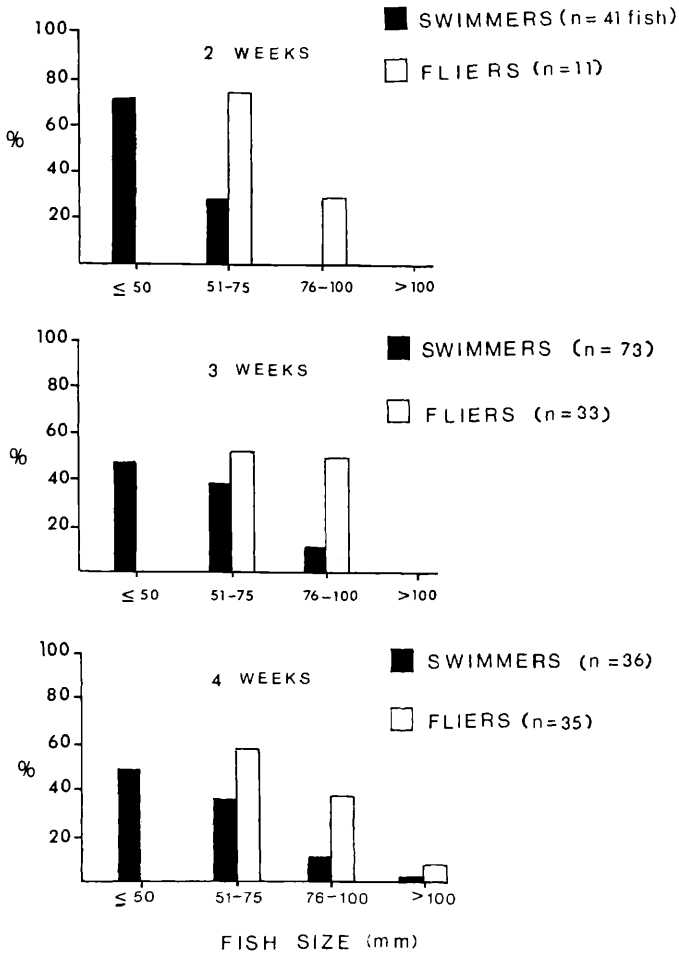 SWIMMERS (n= 41 fish)
FLIERS (n=11)
2 WEEKS
100
80
60
40
20
%
≤ 50 51-75 76-100 >100
SWIMMERS (n=73)
FLIERS (n=33)
3 WEEKS
100
80
60
40
20
%
≤ 50 51-75 76-100 >100
SWIMMERS (n=36)
FLIERS (n=35)
4 WEEKS
100
80
60
40
20
%
≤ 50 51-75 76-100 >100
FISH SIZE (mm)